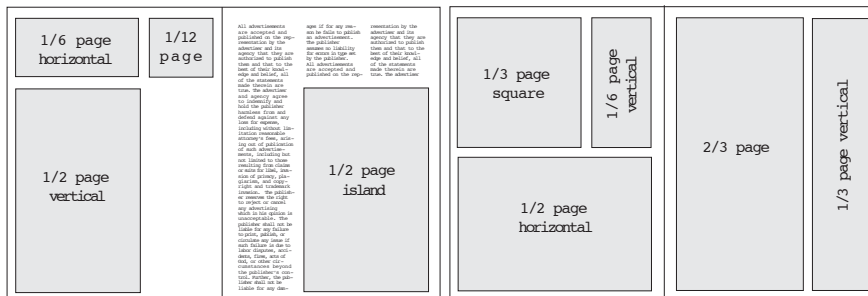 1/6 page
horizontal
1/12
page
1/2 page
vertical
All advertisements
are accepted and
published on the rep-
resentation by the
advertiser and its
agency that they are
authorized to publish
them and that to the
best of their knowl-
edge and belief, all
of the statements
made therein are
true. The advertiser
and agency agree
to indemnify and
hold the publisher
harmless from and
defend against any
loss for expense,
including without lim-
itation reasonable
attorney's fees, aris-
ing out of publication
of such advertise-
ments, including but
not limited to those
resulting from claims
or suits for libel, inva-
sion of privacy, pla-
giarism, and copy-
right and trademark
invasion. The publish-
er reserves the right
to reject or cancel
any advertising
which in his opinion is
unacceptable. The
publisher shall not be
liable for any failure
to print, publish, or
circulate any issue if
such failure is due to
labor disputes, acci-
dents, fires, acts of
God, or other cir-
cumstances beyond
the publisher's con-
trol. Further, the pub-
lisher shall not be
liable for any dam-
ages if for any rea-
son he fails to publish
an advertisement.
The publisher
assumes no liability
for errors in type set
by the publisher.
All advertisements
are accepted and
published on the rep-
resentation by the
advertiser and its
agency that they are
authorized to publish
them and that to the
best of their knowl-
edge and belief, all
of the statements
made therein are
true. The advertiser
1/2 page
island
1/3 page
square
1/6 page
vertical
1/2 page
horizontal
2/3 page
1/3 page vertical